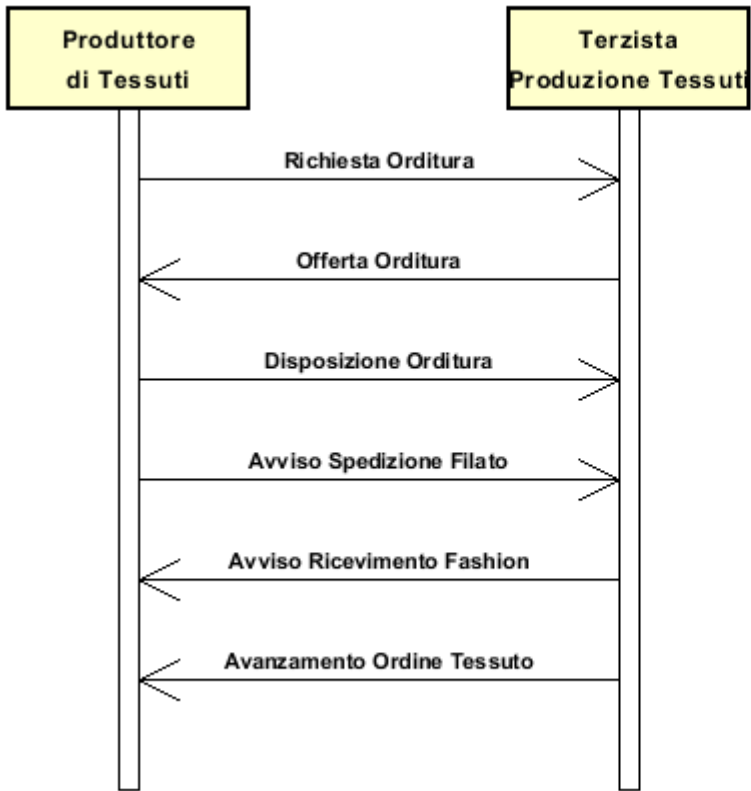 Produttore
di Tessuti
Terzista
Produzione Tessuti
Richiesta Orditura
Offerta Orditura
Disposizione Orditura
Avviso Spedizione Filato
Avviso Ricevimento Fashion
Avanzamento Ordine Tessuto